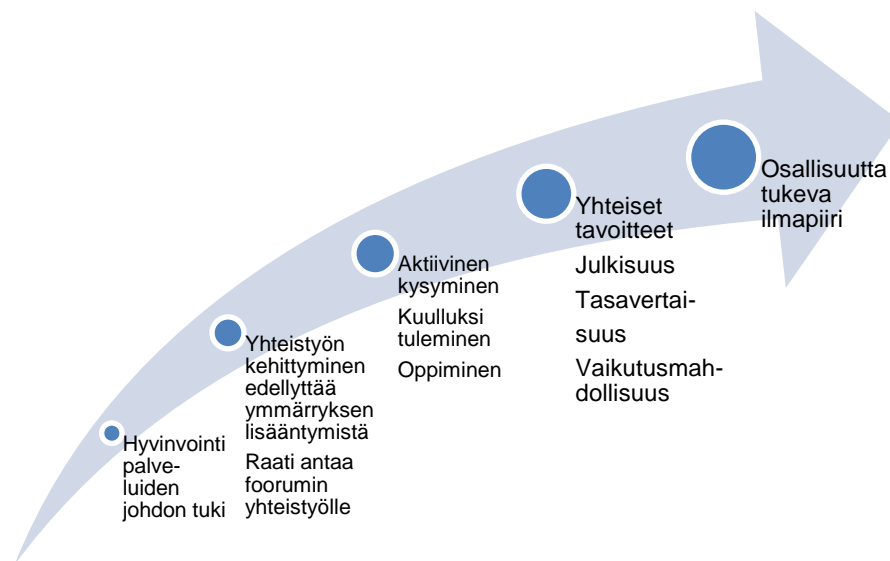 Hyvinvointi
palve-
luiden
johdon tuki
Yhteistyön
kehittyminen
edellyttää
ymmärryksen
lisääntymistä
Raati antaa
foorumin
yhteistyölle
Aktiivinen
kysyminen
Kuulluksi
tuleminen
Oppiminen
Yhteiset
tavoitteet
Julkisuus
Tasavertai-
suus
Vaikutusmah-
dollisuus
Osallisuutta
tukeva
ilmapiiri